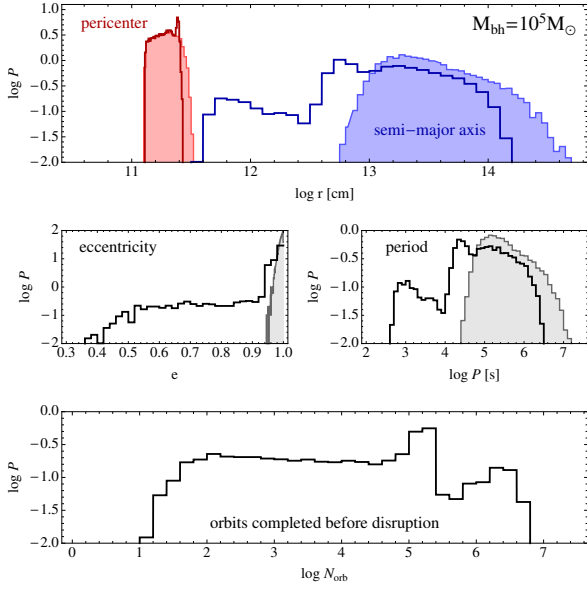 pericenter
M_bh=10^5M_⊙
semi−major axis
log P
0.0
−0.5
−1.0
−1.5
−2.0
11 12 13 14
log r [cm]
eccentricity
log P
2
1
0
−1
−2
0.3 0.4 0.5 0.6 0.7 0.8 0.9 1.0
e
period
log P
0.0
−0.5
−1.0
−1.5
−2.0
2 3 4 5 6 7
log P [s]
log P
0.0
−0.5
−1.0
−1.5
−2.0
orbits completed before disruption
0 1 2 3 4 5 6 7
log N_orb